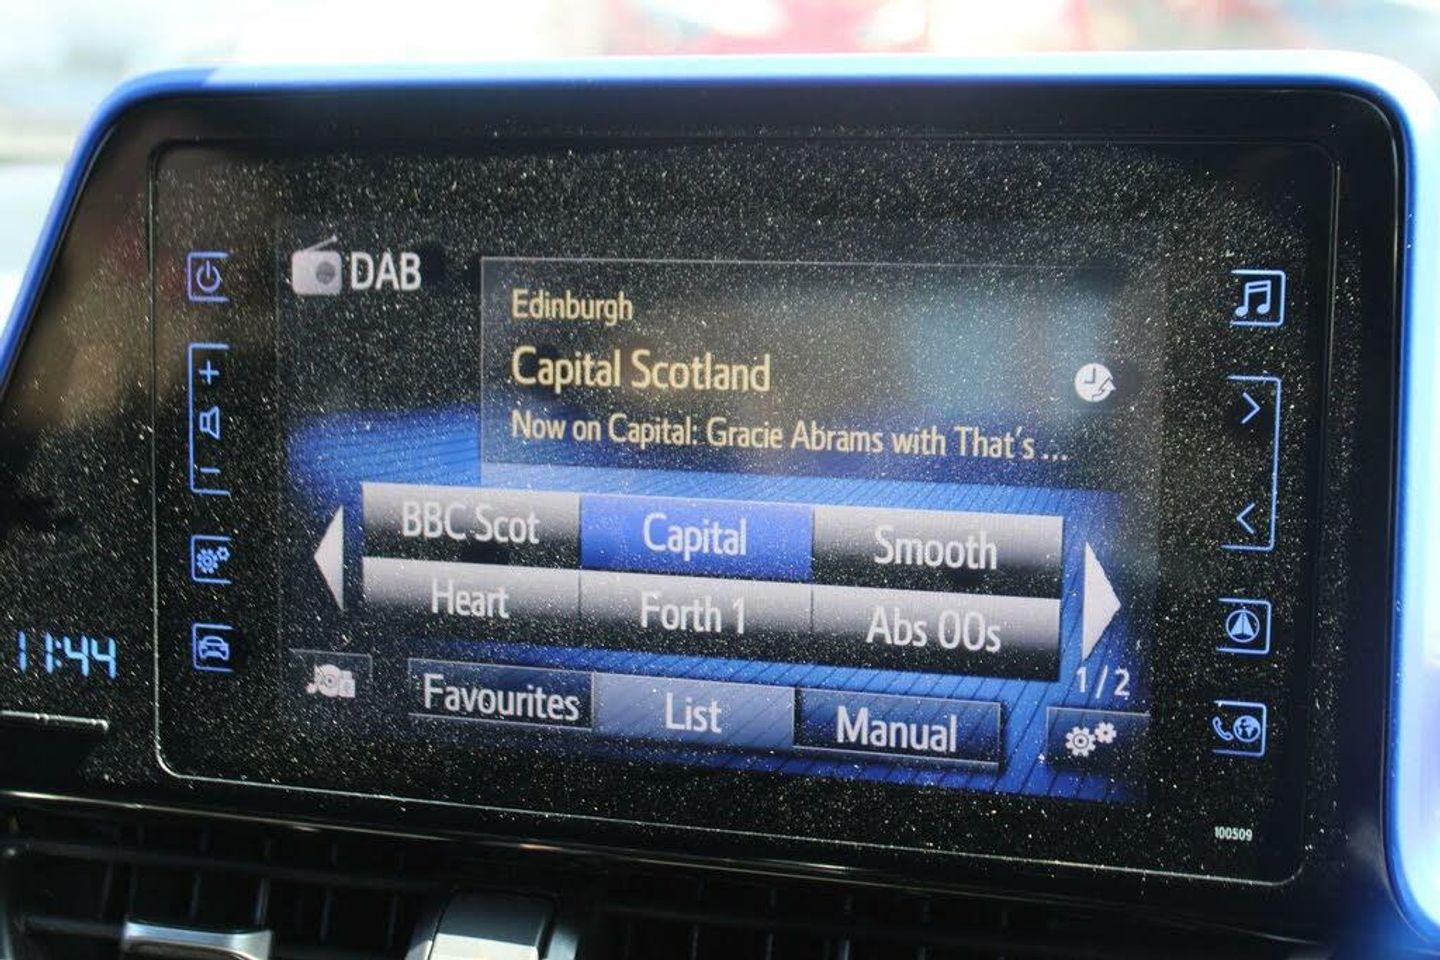 DAB
Edinburgh
Capital Scotland
Now on Capital: Gracie Abrams with That's...
BBC Scot
Capital
Smooth
Heart
Forth 1
Abs 00s
11:44
1/2
Favourites
List
Manual
100509